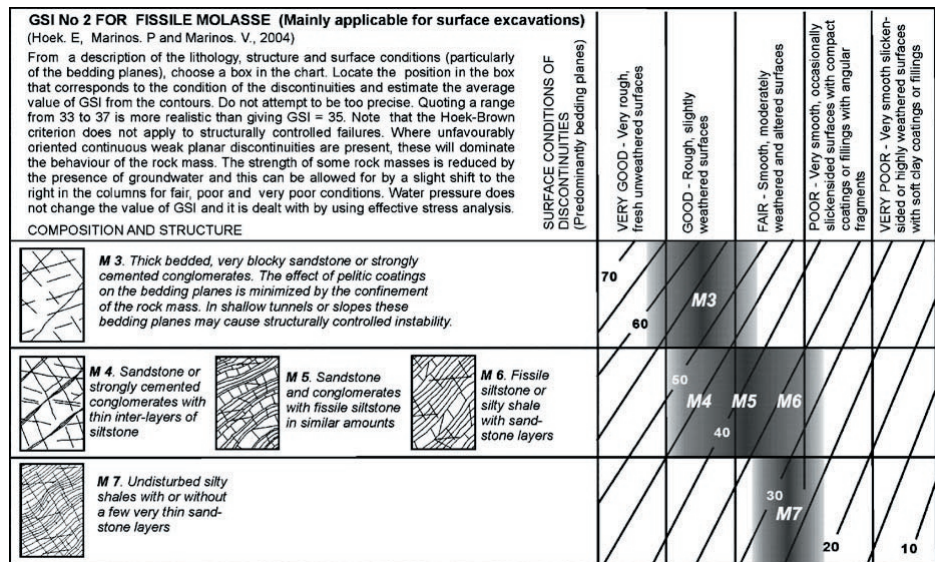 GSI No 2 FOR FISSILE MOLASSE (Mainly applicable for surface excavations)
(Hoek. E, Marinos. P and Marinos. V., 2004)
From a description of the lithology, structure and surface conditions (particularly
of the bedding planes), choose a box in the chart. Locate the position in the box
that corresponds to the condition of the discontinuities and estimate the average
value of GSI from the contours. Do not attempt to be too precise. Quoting a range
from 33 to 37 is more realistic than giving GSI = 35. Note that the Hoek-Brown
criterion does not apply to structurally controlled failures. Where unfavourably
oriented continuous weak planar discontinuities are present, these will dominate
the behaviour of the rock mass. The strength of some rock masses is reduced by
the presence of groundwater and this can be allowed for by a slight shift to the
right in the columns for fair, poor and very poor conditions. Water pressure does
not change the value of GSI and it is dealt with by using effective stress analysis.
COMPOSITION AND STRUCTURE
SURFACE CONDITIONS OF
DISCONTINUITIES
(Predominantly bedding planes)
VERY GOOD - Very rough,
fresh unweathered surfaces
GOOD - Rough, slightly
weathered surfaces
FAIR - Smooth, moderately
weathered and altered surfaces
POOR - Very smooth, occasionally
slickensided surfaces with compact
coatings or fillings with angular
fragments
VERY POOR - Very smooth slicken-
sided or highly weathered surfaces
with soft clay coatings or fillings
M 3. Thick bedded, very blocky sandstone or strongly
cemented conglomerates. The effect of pelitic coatings
on the bedding planes is minimized by the confinement
of the rock mass. In shallow tunnels or slopes these
bedding planes may cause structurally controlled instability.
70
60
M3
M 4. Sandstone or
strongly cemented
conglomerates with
thin inter-layers of
siltstone
M 5. Sandstone
and conglomerates
with fissile siltstone
in similar amounts
M 6. Fissile
siltstone or
silty shale
with sand-
stone layers
50
M4 M5 M6
40
M 7. Undisturbed silty
shales with or without
a few very thin sand-
stone layers
30
M7
20
10